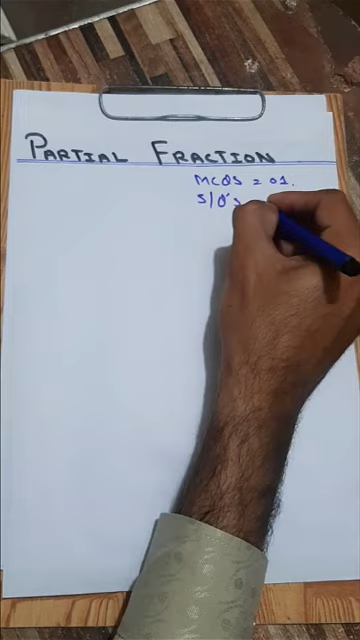 PARTIAL FRACTION
MCQS = 01.
S/Q's